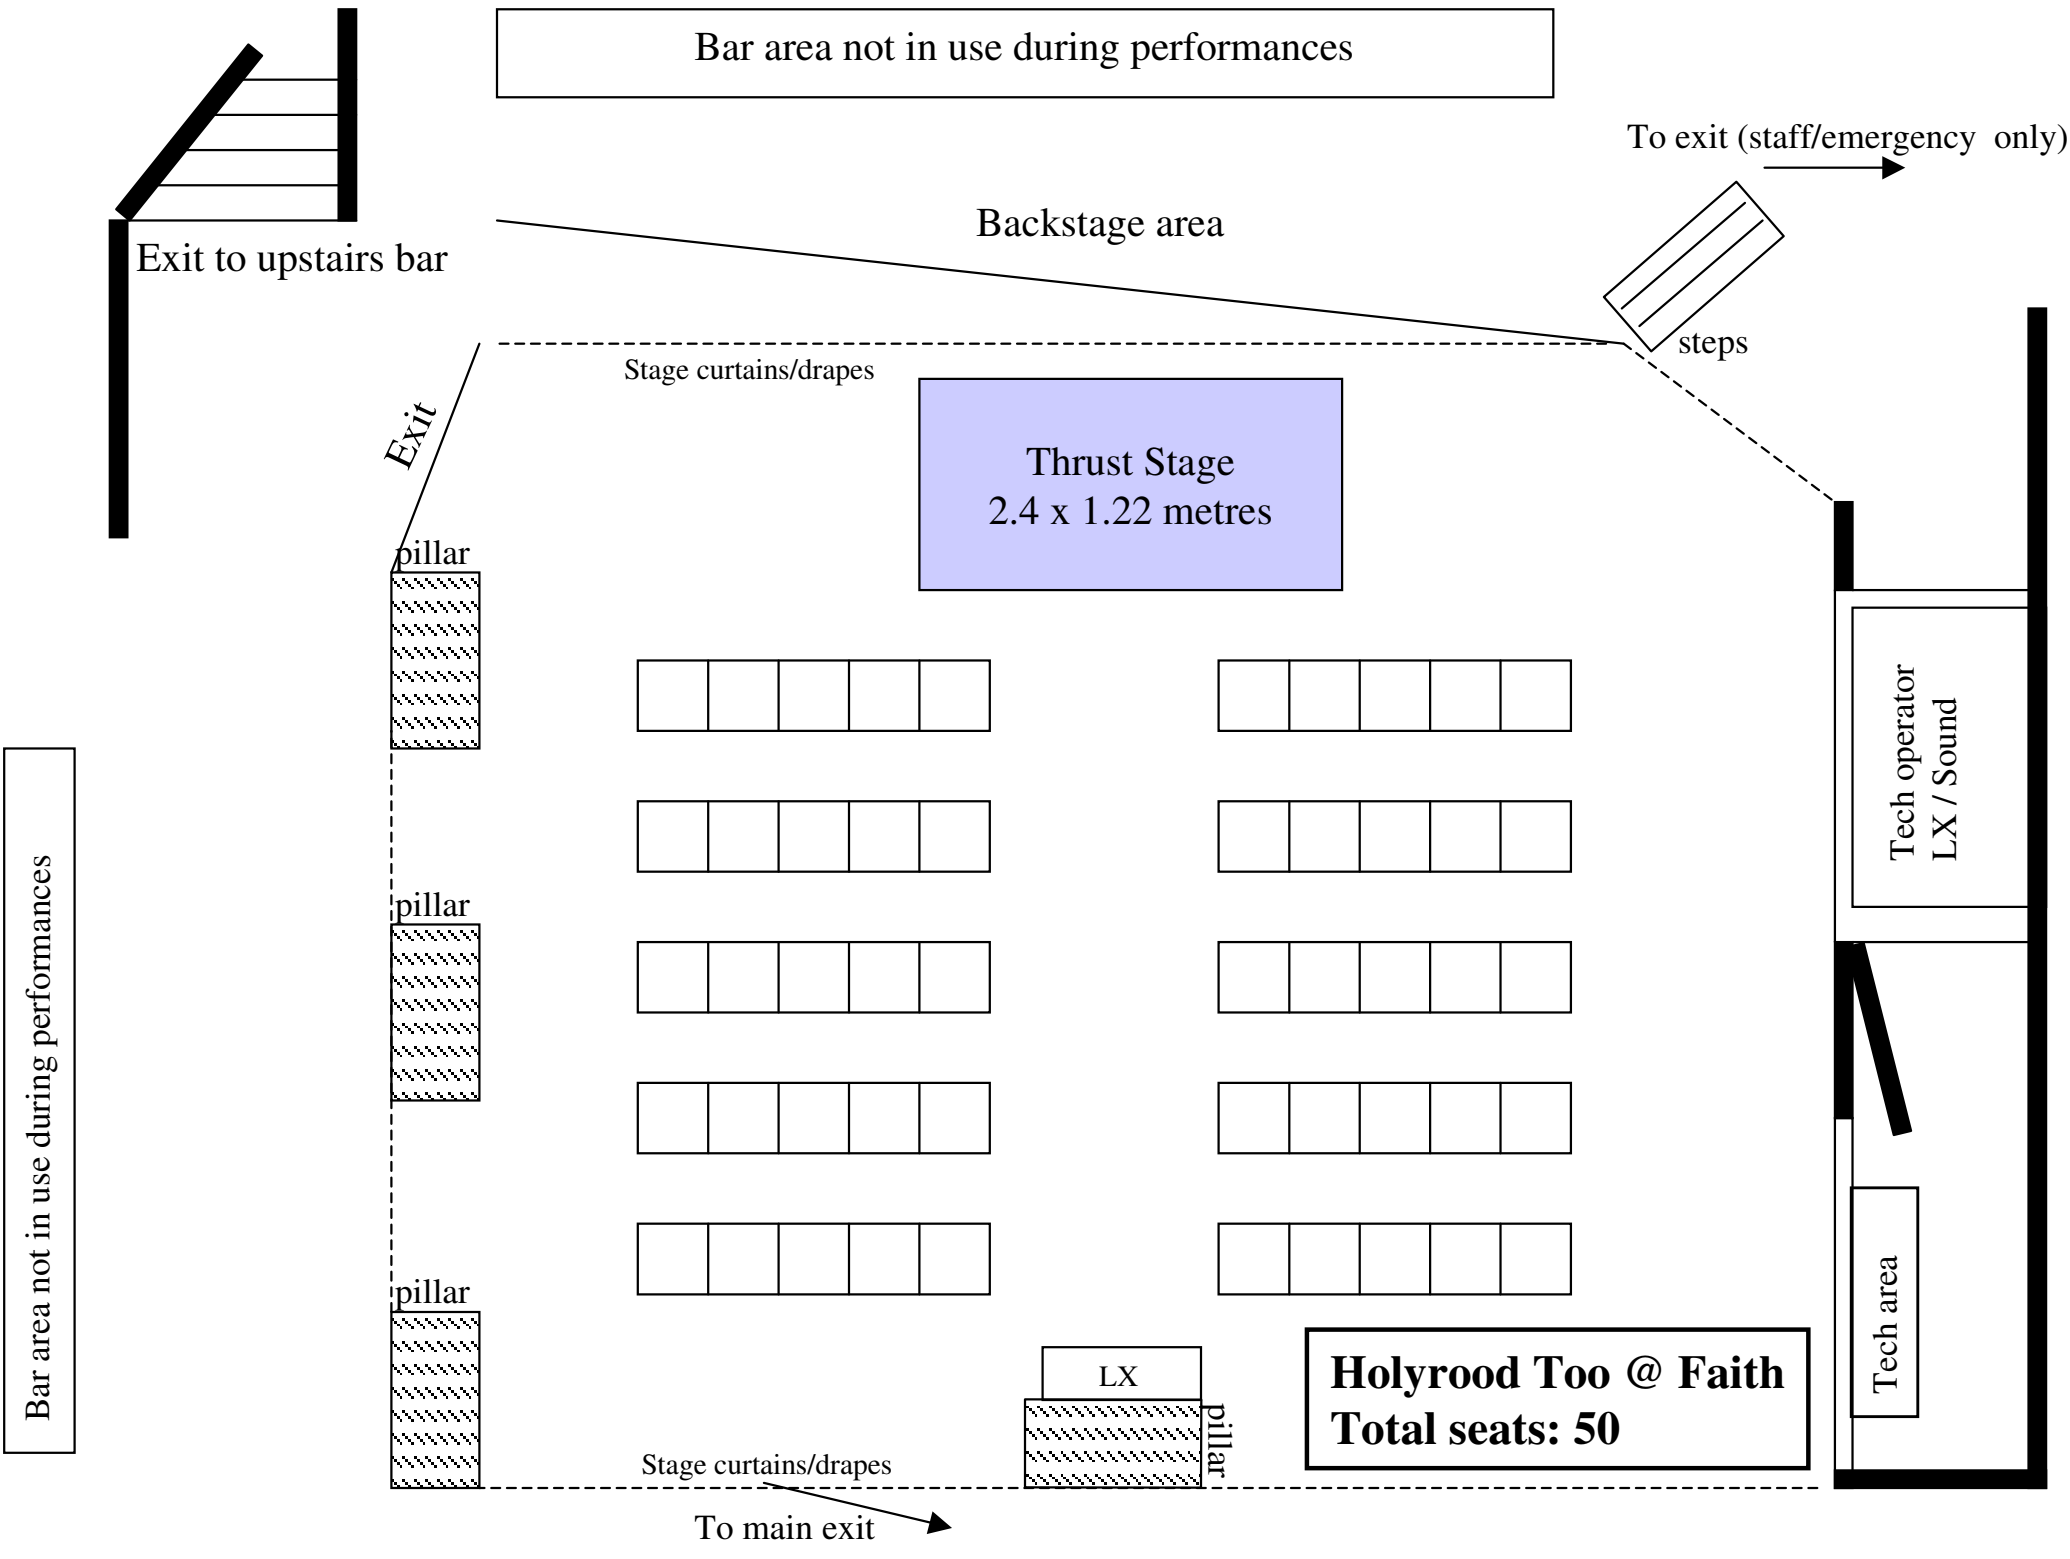 Bar area not in use during performances
To exit (staff/emergency  only)
Backstage area
Exit to upstairs bar
steps
Stage curtains/drapes
Exit
Thrust Stage
2.4 x 1.22 metres
pillar
Tech operator
LX / Sound
Bar area not in use during performances
pillar
Tech area
pillar
LX
pillar
Holyrood Too @ Faith
Total seats: 50
Stage curtains/drapes
To main exit